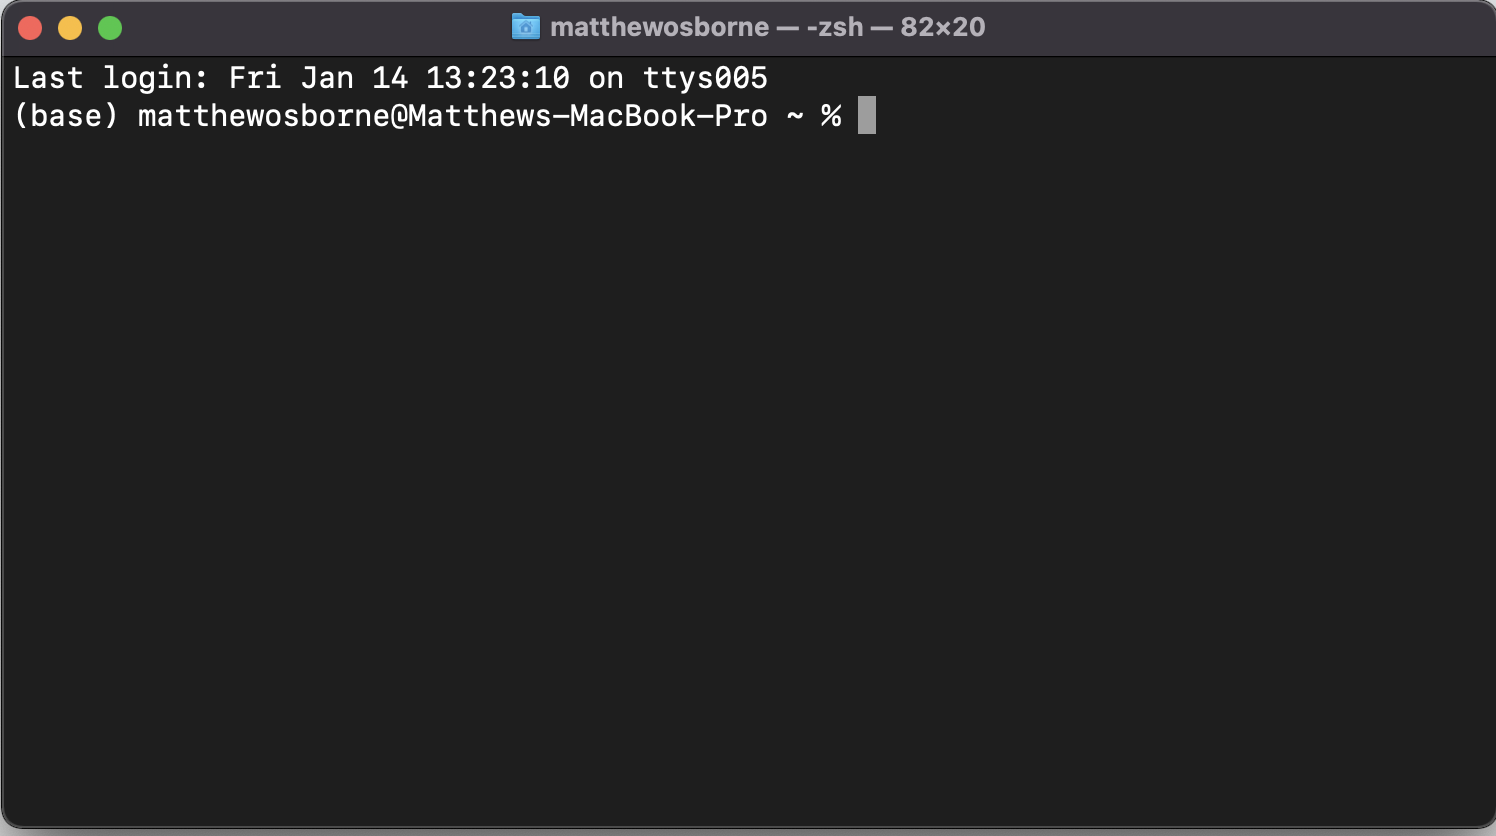 matthewosborne — -zsh — 82×20
Last login: Fri Jan 14 13:23:10 on ttys005
(base) matthewosborne@Matthews-MacBook-Pro ~ %